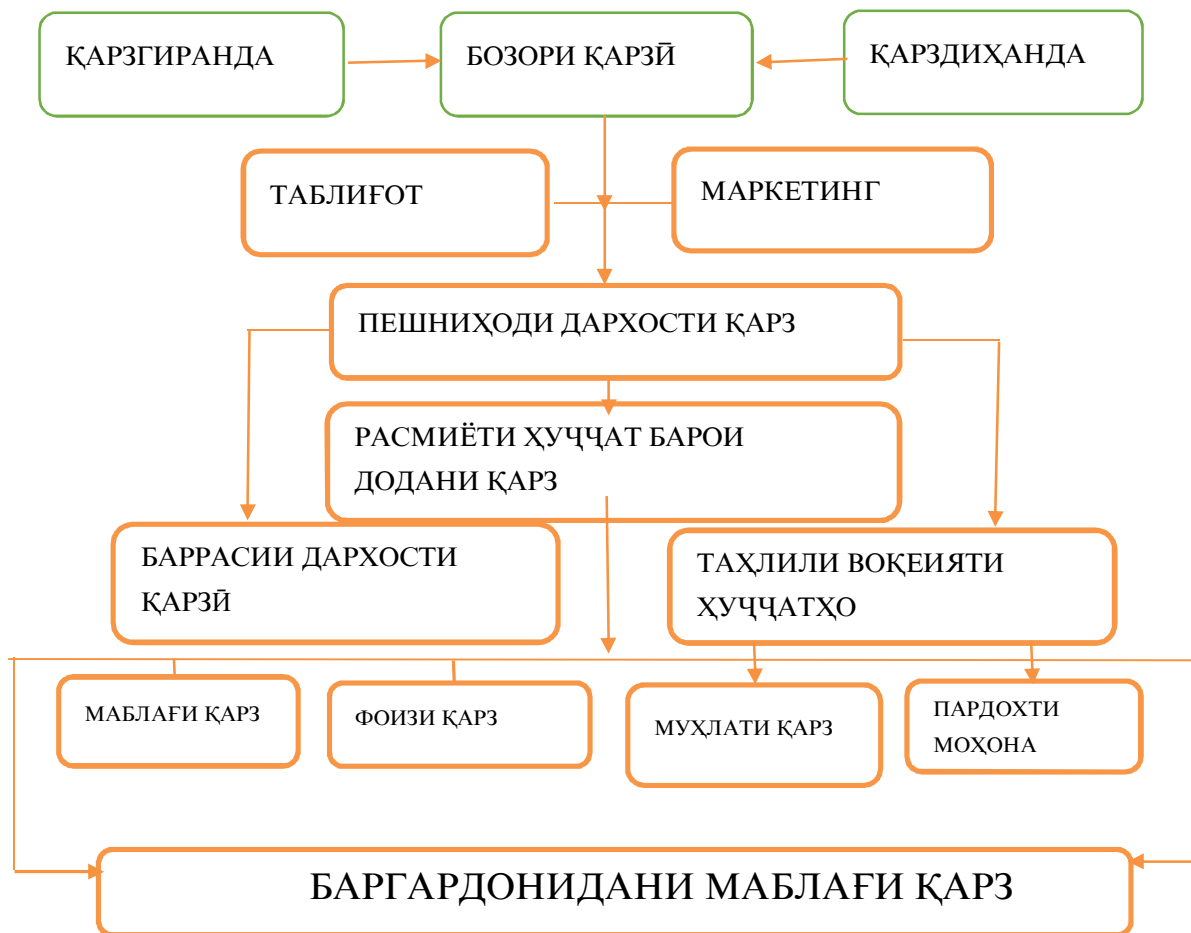 ҚАРЗГИРАНДА
БОЗОРИ ҚАРЗӢ
ҚАРЗДИҲАНДА
ТАБЛИҒОТ
МАРКЕТИНГ
ПЕШНИҲОДИ ДАРХОСТИ ҚАРЗ
РАСМИЁТИ ҲУҶҶАТ БАРОИ
ДОДАНИ ҚАРЗ
БАРРАСИИ ДАРХОСТИ
ҚАРЗӢ
ТАҲЛИЛИ ВОҚЕИЯТИ
ҲУҶҶАТҲО
МАБЛАҒИ ҚАРЗ
ФОИЗИ ҚАРЗ
МУҲЛАТИ ҚАРЗ
ПАРДОХТИ
МОҲОНА
БАРГАРДОНИДАНИ МАБЛАҒИ ҚАРЗ